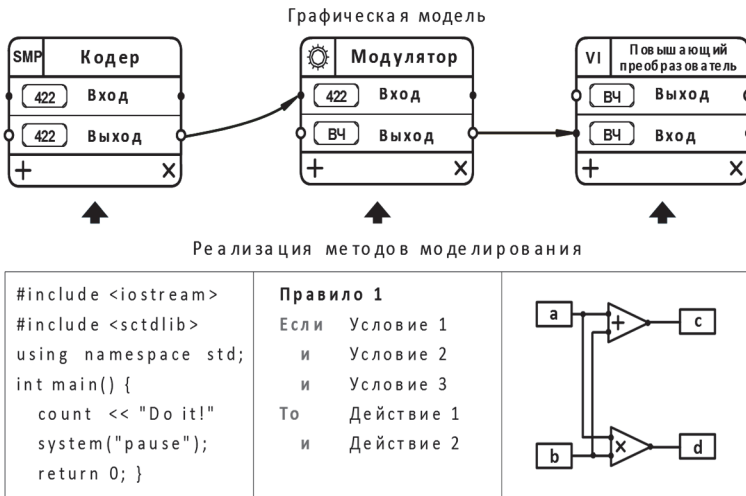 Графическая модель
SMP Кодер
422 Вход
422 Выход
+ ×
Модулятор
422 Вход
ВЧ Выход
+ ×
VI Повышающий
преобразователь
ВЧ Выход
ВЧ Вход
+ ×
Реализация методов моделирования
#include <iostream>
#include <sctdlib>
using namespace std;
int main() {
count << "Do it!"
system("pause");
return 0; }
Правило 1
Если Условие 1
и Условие 2
и Условие 3
То Действие 1
и Действие 2
a + c
b × d